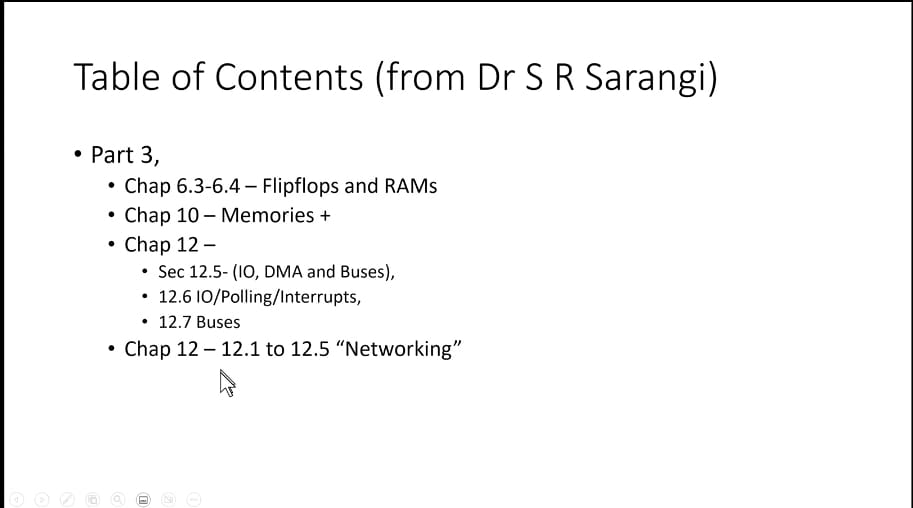 Table of Contents (from Dr S R Sarangi)
• Part 3,
• Chap 6.3-6.4 – Flipflops and RAMs
• Chap 10 – Memories +
• Chap 12 –
• Sec 12.5- (IO, DMA and Buses),
• 12.6 IO/Polling/Interrupts,
• 12.7 Buses
• Chap 12 – 12.1 to 12.5 “Networking”